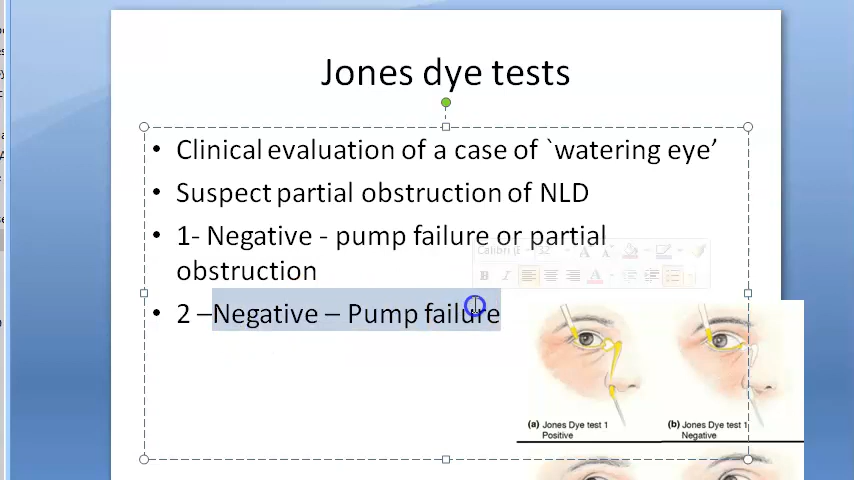 Jones dye tests
• Clinical evaluation of a case of `watering eye’
• Suspect partial obstruction of NLD
• 1- Negative - pump failure or partial
obstruction
• 2 –Negative – Pump failure
(a) Jones Dye test 1
Positive
(b) Jones Dye test 1
Negative